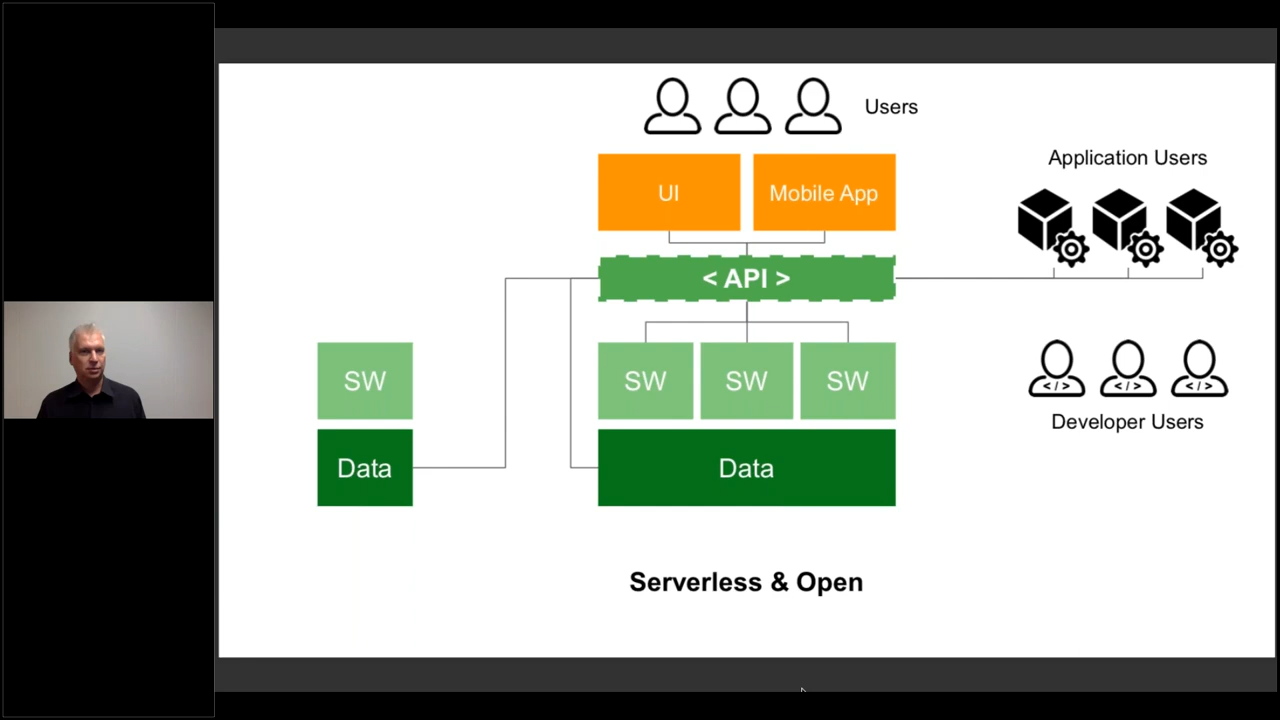 Users
Application Users
UI
Mobile App
< API >
SW
SW
SW
SW
</>
</>
</>
Developer Users
Data
Data
Serverless & Open